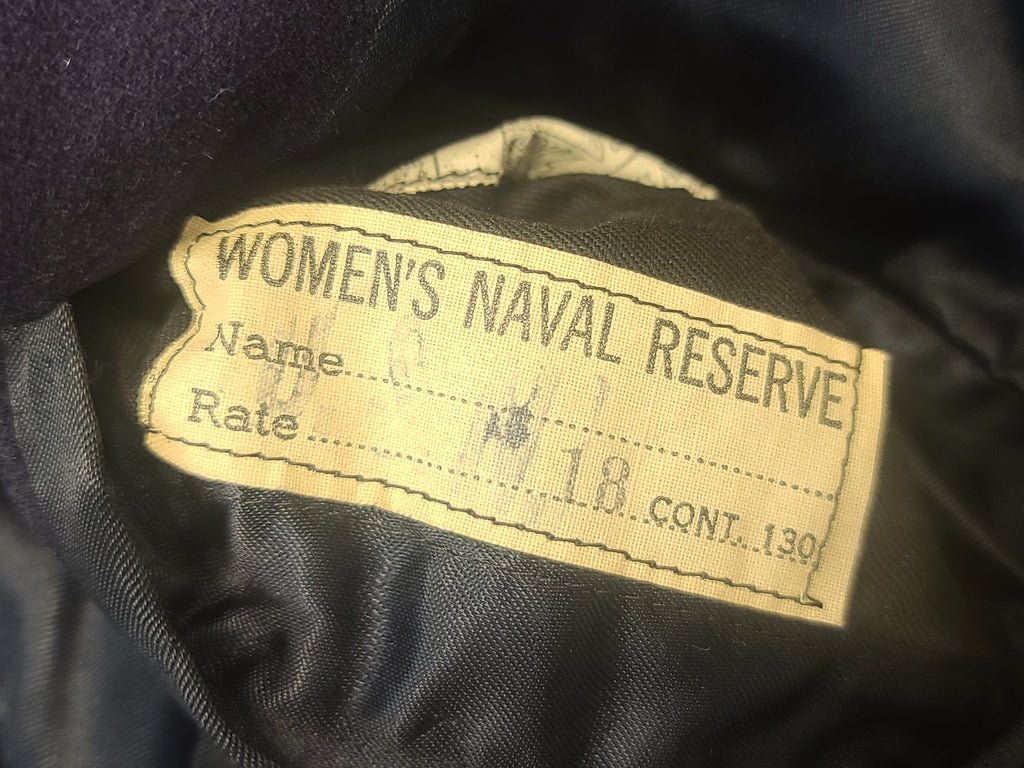 WOMEN'S NAVAL RESERVE
Name
Rate 18 CONT. 130